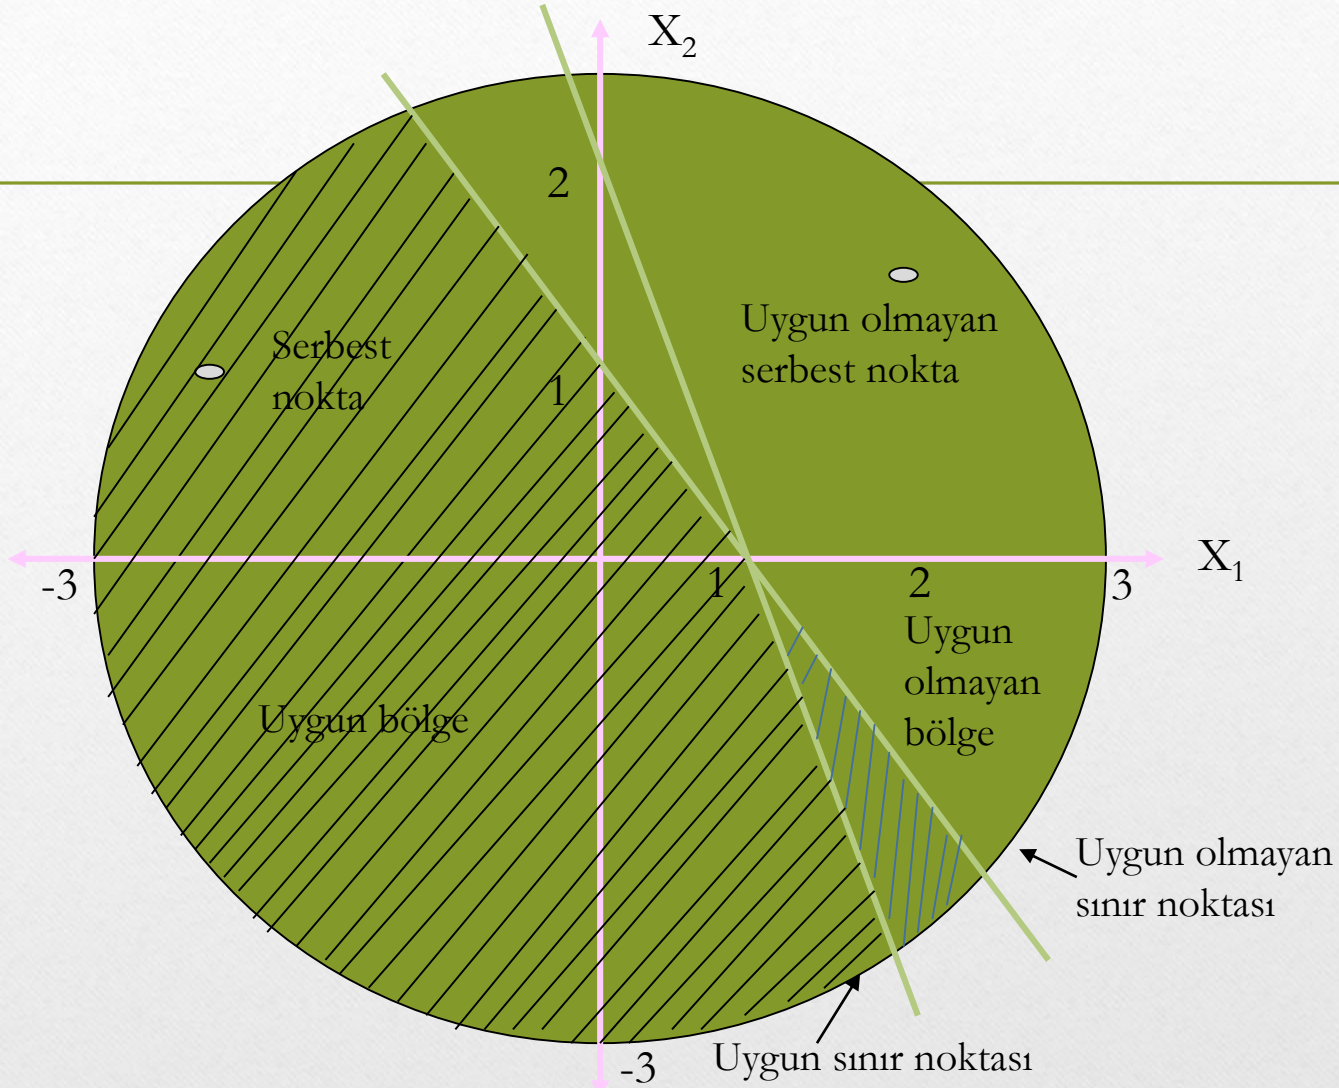 X₂
2
Uygun olmayan
serbest nokta
Serbest
nokta
1
-3
1
2
3
X₁
Uygun
olmayan
bölge
Uygun bölge
Uygun olmayan
sınır noktası
Uygun sınır noktası
-3